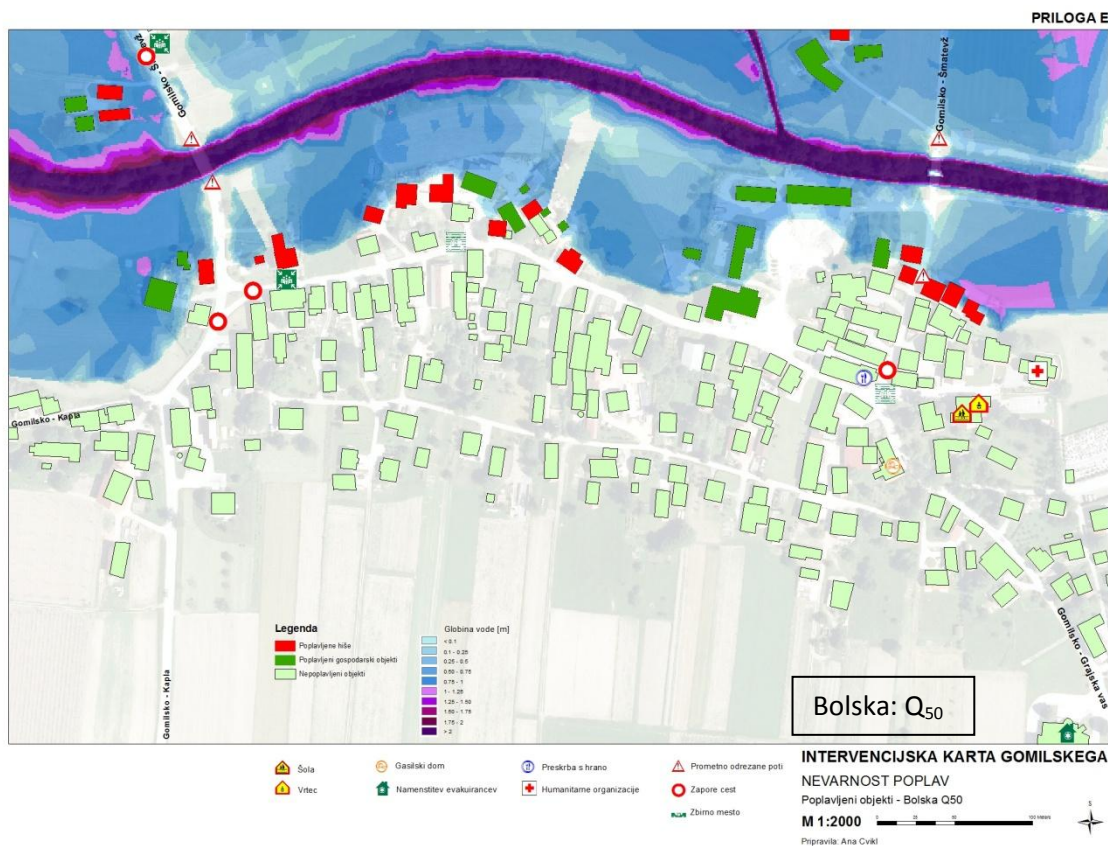 PRILOGA E
Gomilsko - Š
Gomilsko - Šmatevž
Gomilsko - Kapla
Gomilsko - Kapla
Gomilsko - Grajska vas
Legenda
Poplavljene hiše
Poplavljeni gospodarski objekti
Nepoplavljeni objekti
Globina vode [m]
< 0.1
0.1 - 0.25
0.25 - 0.5
0.50 - 0.75
0.75 - 1
1 - 1.25
1.25 - 1.50
1.50 - 1.75
1.75 - 2
> 2
Bolska: Q50
Šola
Vrtec
Gasilski dom
Namenstitev evakuirancev
Preskrba s hrano
Humanitarne organizacije
Prometno odrezane poti
Zapore cest
Zbirno mesto
INTERVENCIJSKA KARTA GOMILSKEGA
NEVARNOST POPLAV
Poplavljeni objekti - Bolska Q50
M 1:2000
Pripravila: Ana Cvikl
S